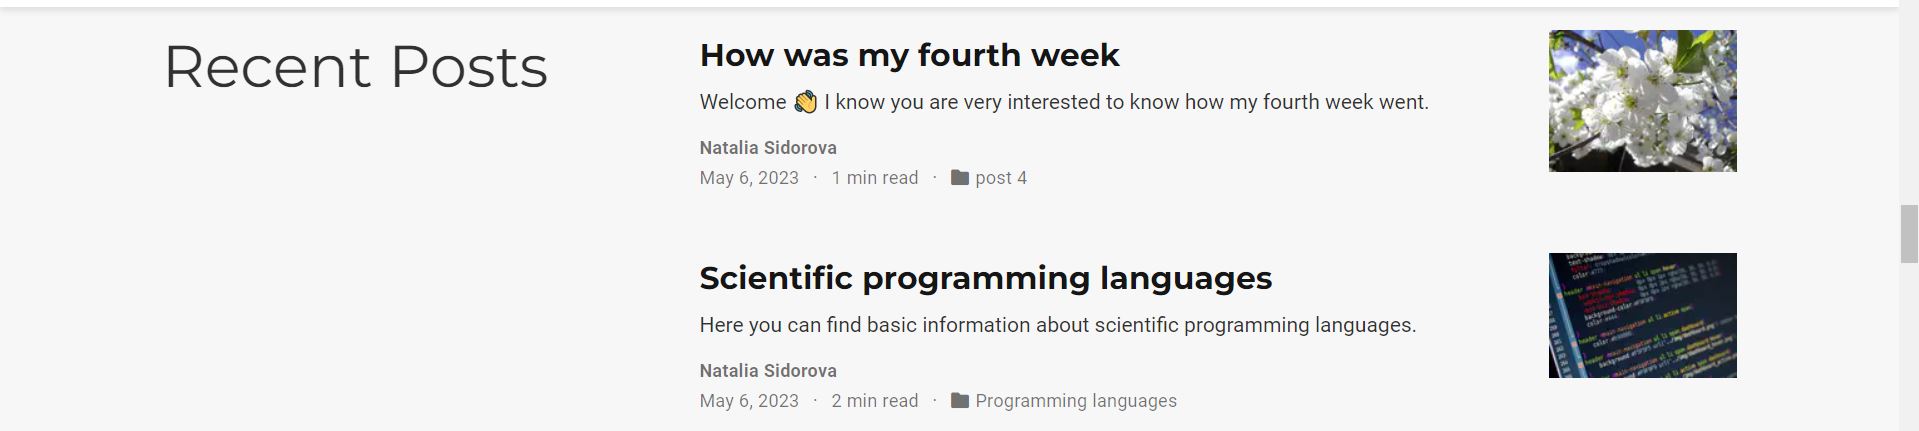 Recent Posts
How was my fourth week
Welcome 👋 I know you are very interested to know how my fourth week went.
Natalia Sidorova
May 6, 2023 · 1 min read · post 4
Scientific programming languages
Here you can find basic information about scientific programming languages.
Natalia Sidorova
May 6, 2023 · 2 min read · Programming languages